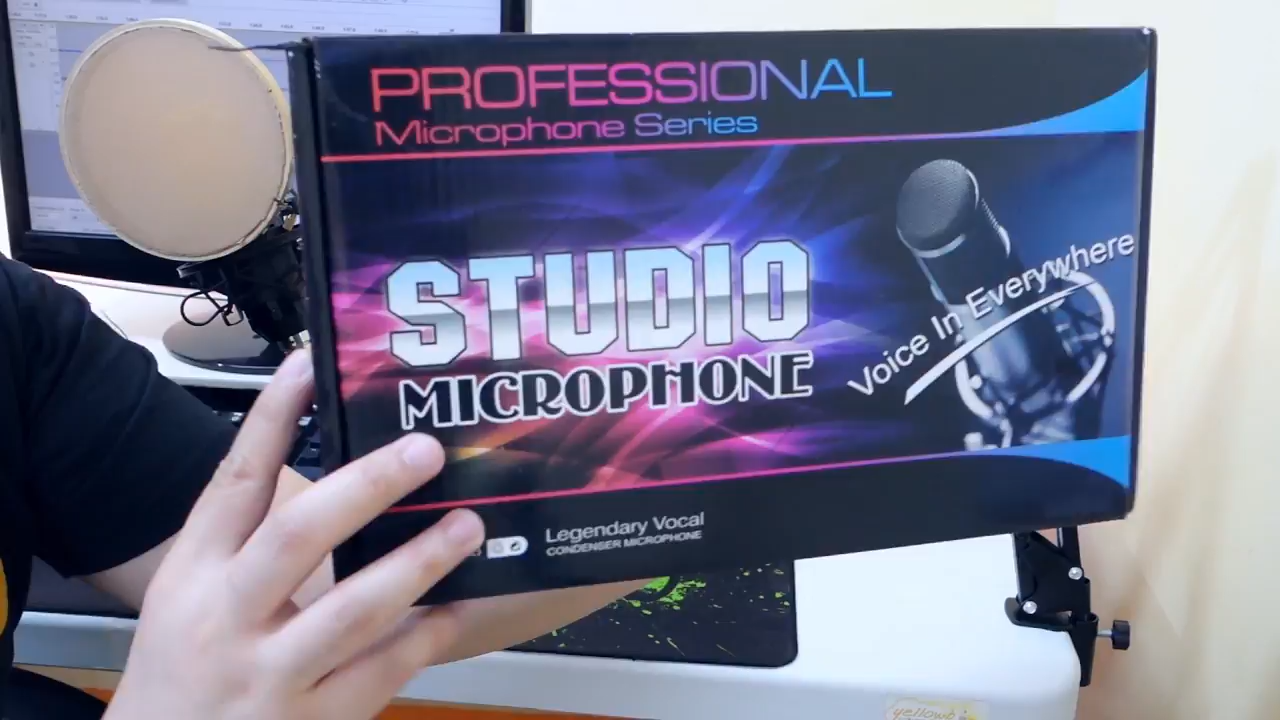 PROFESSIONAL
Microphone Series
STUDIO
MICROPHONE
Voice In Everywhere
Legendary Vocal
CONDENSER MICROPHONE